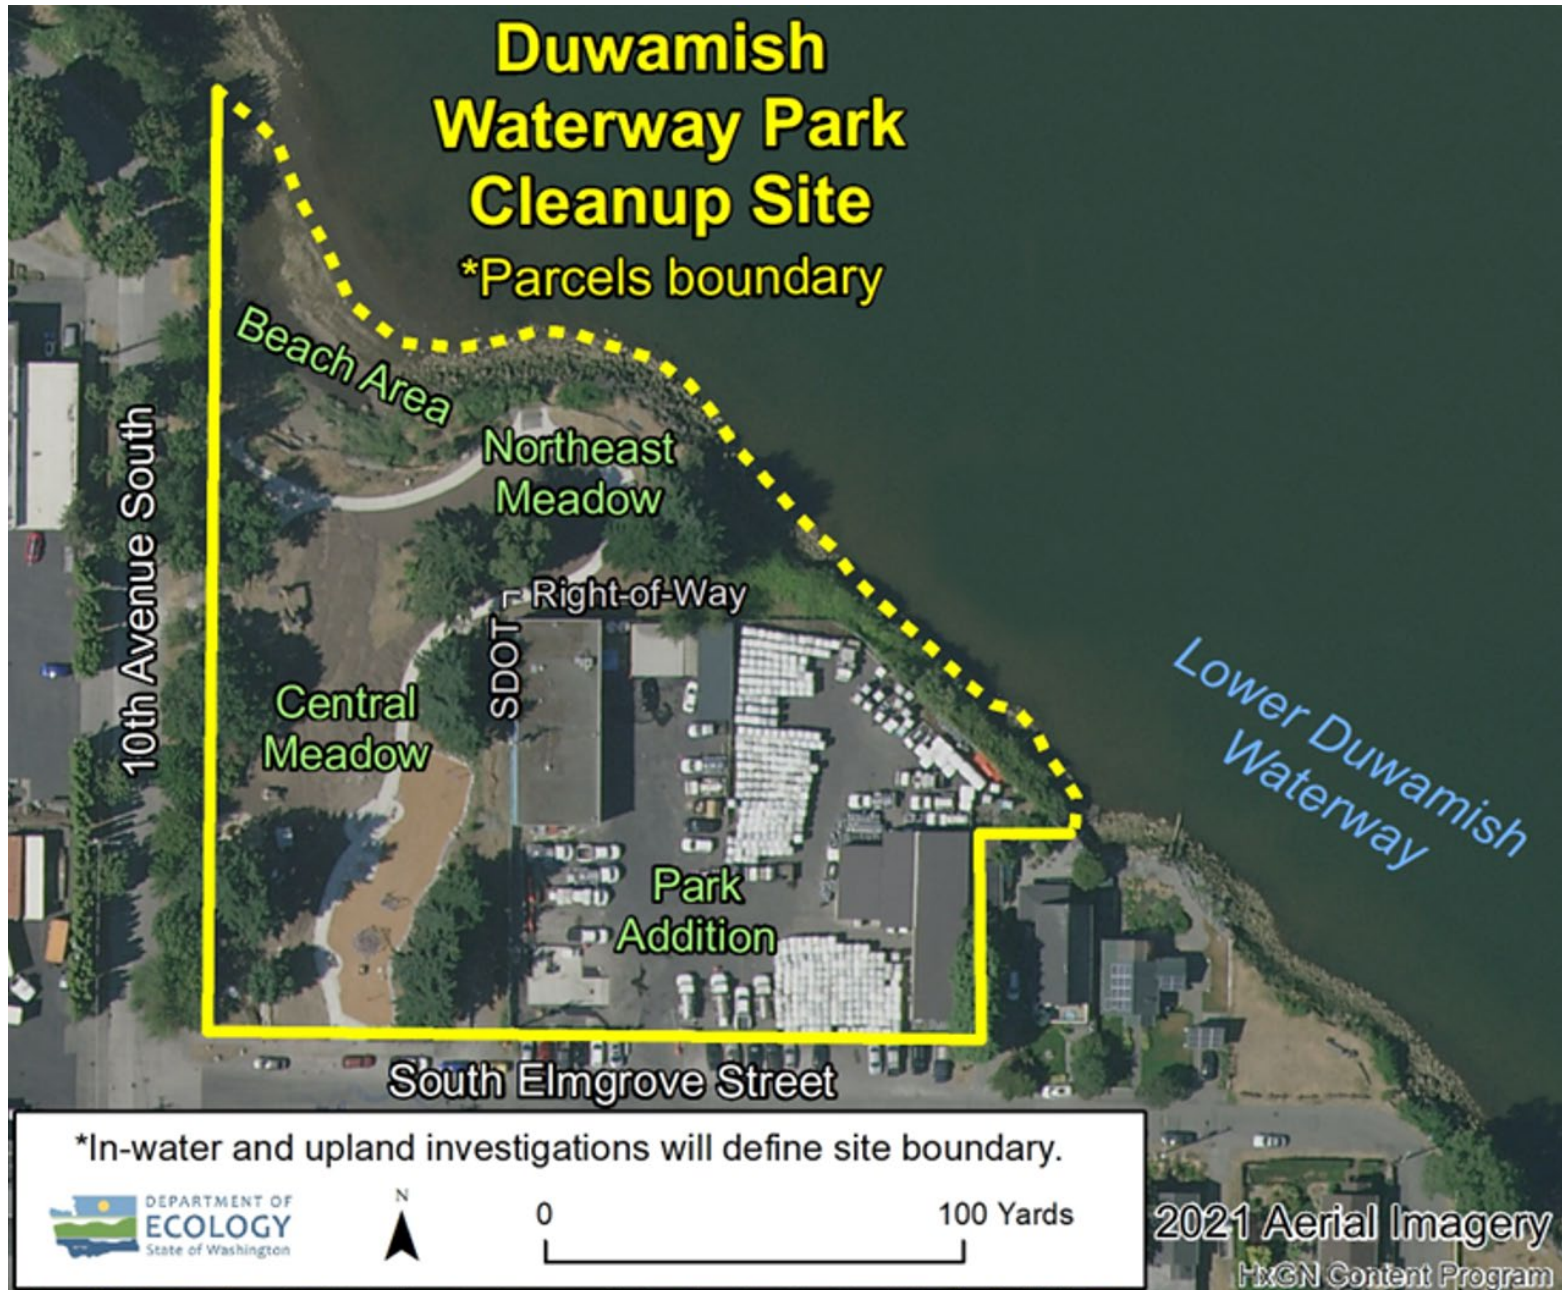 Duwamish
Waterway Park
Cleanup Site
*Parcels boundary
Beach Area
Northeast
Meadow
10th Avenue South
Right-of-Way
SDOT
Central
Meadow
Lower Duwamish
Waterway
Park
Addition
South Elmgrove Street
*In-water and upland investigations will define site boundary.
DEPARTMENT OF
ECOLOGY
State of Washington
N
0
100 Yards
2021 Aerial Imagery
HxGN Content Program